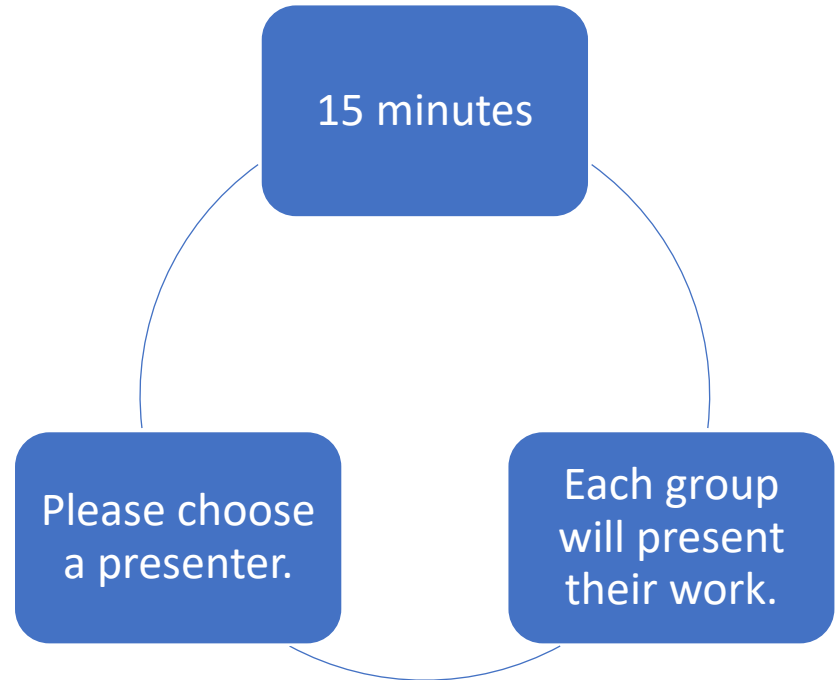 15 minutes
Each group
will present
their work.
Please choose
a presenter.